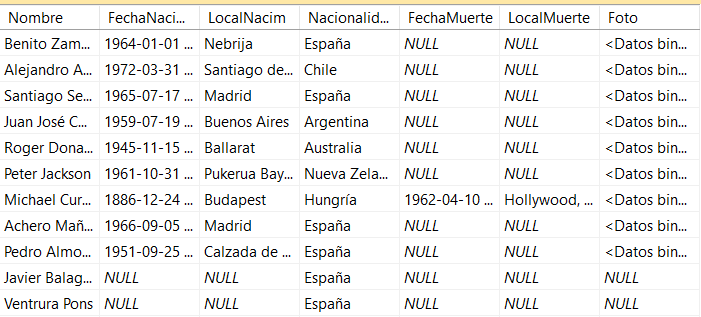 Nombre FechaNaci... LocalNacim Nacionalid... FechaMuerte LocalMuerte Foto
Benito Zam... 1964-01-01 ... Nebrija España NULL NULL <Datos bin...
Alejandro A... 1972-03-31 ... Santiago de... Chile NULL NULL <Datos bin...
Santiago Se... 1965-07-17 ... Madrid España NULL NULL <Datos bin...
Juan José C... 1959-07-19 ... Buenos Aires Argentina NULL NULL <Datos bin...
Roger Dona... 1945-11-15 ... Ballarat Australia NULL NULL <Datos bin...
Peter Jackson 1961-10-31 ... Pukerua Bay... Nueva Zela... NULL NULL <Datos bin...
Michael Cur... 1886-12-24 ... Budapest Hungría 1962-04-10 ... Hollywood, ... <Datos bin...
Achero Mañ... 1966-09-05 ... Madrid España NULL NULL <Datos bin...
Pedro Almo... 1951-09-25 ... Calzada de ... España NULL NULL <Datos bin...
Javier Balag... NULL NULL España NULL NULL NULL
Ventrura Pons NULL NULL España NULL NULL NULL